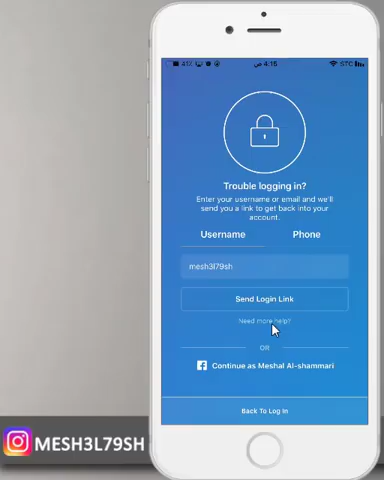 4:15 ص
STC
Trouble logging in?
Enter your username or email and we'll
send you a link to get back into your
account.
Username Phone
mesh3l79sh
Send Login Link
Need more help?
OR
Continue as Meshal Al-shammari
Back To Log In
MESH3L79SH